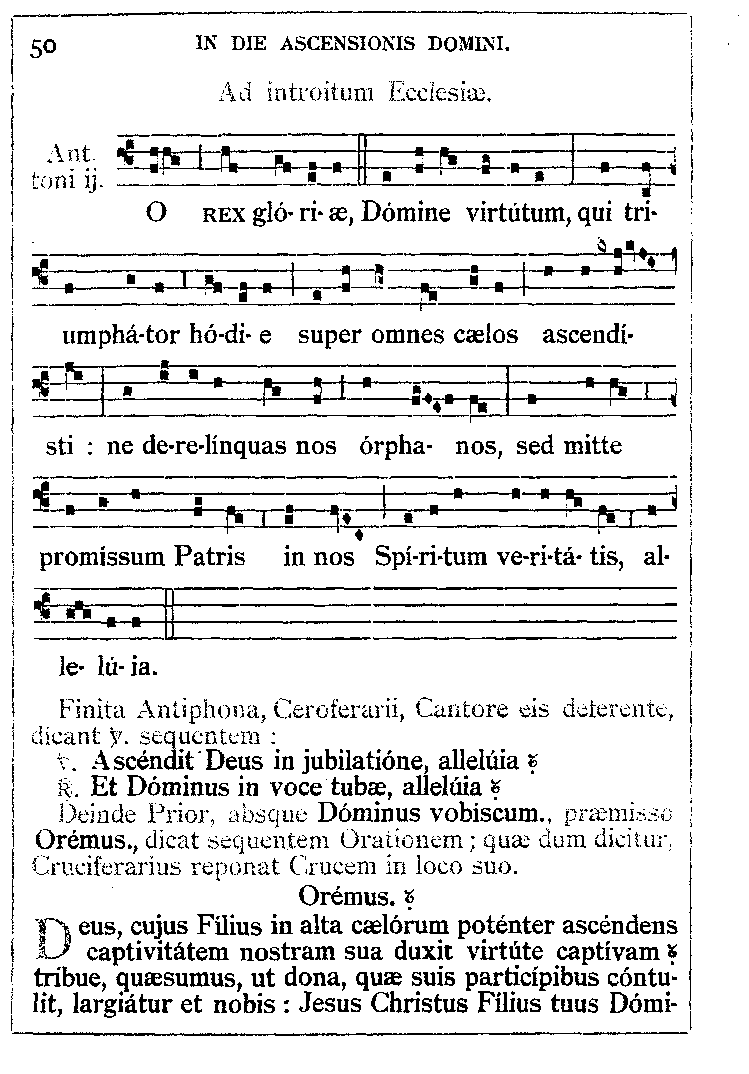 50 IN DIE ASCENSIONIS DOMINI.
Ad introitum Ecclesiæ.
Ant.
toni ij.
O REX gló- ri- æ, Dómine virtútum, qui tri-
umphá-tor hó-di- e super omnes cælos ascendí-
sti : ne de-re-línquas nos órpha- nos, sed mitte
promíssum Patris in nos Spí-ri-tum ve-ri-tá- tis, al-
le- lú- ia.
Finita Antiphona, Ceroferarii, Cantore eis deferente,
dicant ℣. sequentem :
℣. Ascéndit Deus in jubilatióne, allelúia
℟. Et Dóminus in voce tubæ, allelúia
Deinde Prior, absque Dóminus vobíscum., præmisso
Orémus., dicat sequentem Orationem ; quæ dum dicitur,
Cruciferarius reponat Crucem in loco suo.
Orémus.
Deus, cujus Fílius in alta cælórum poténter ascéndens
captivitátem nostram sua duxit virtúte captívam
tríbue, quæsumus, ut dona, quæ suis particípibus cóntu-
lit, largiátur et nobis : Jesus Christus Fílius tuus Dómi-